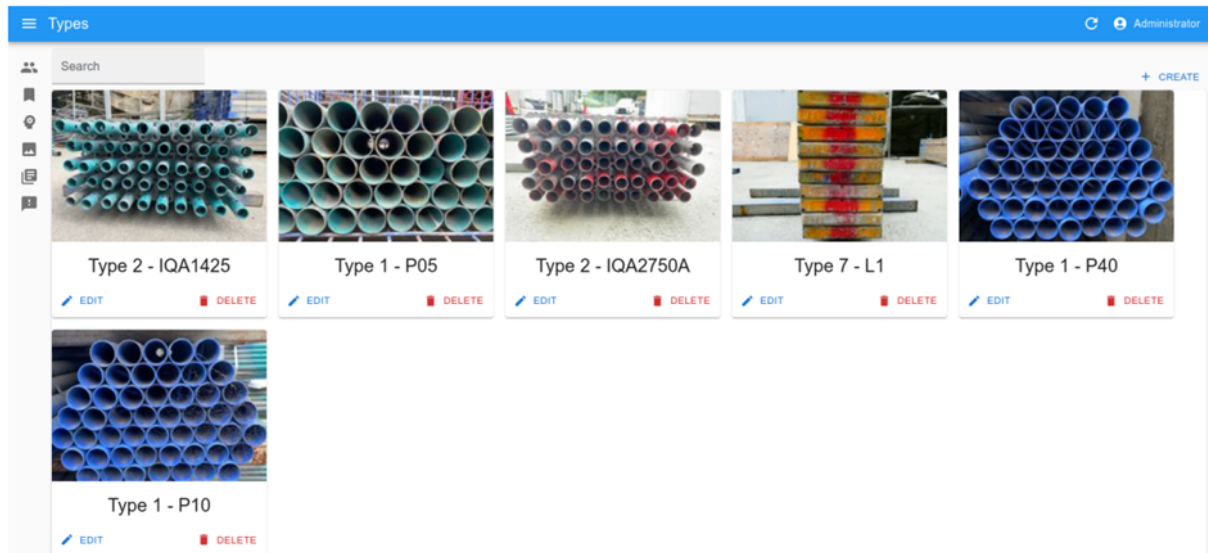 Types
Administrator
Search
+ CREATE
Type 2 - IQA1425
EDIT
DELETE
Type 1 - P05
EDIT
DELETE
Type 2 - IQA2750A
EDIT
DELETE
Type 7 - L1
EDIT
DELETE
Type 1 - P40
EDIT
DELETE
Type 1 - P10
EDIT
DELETE